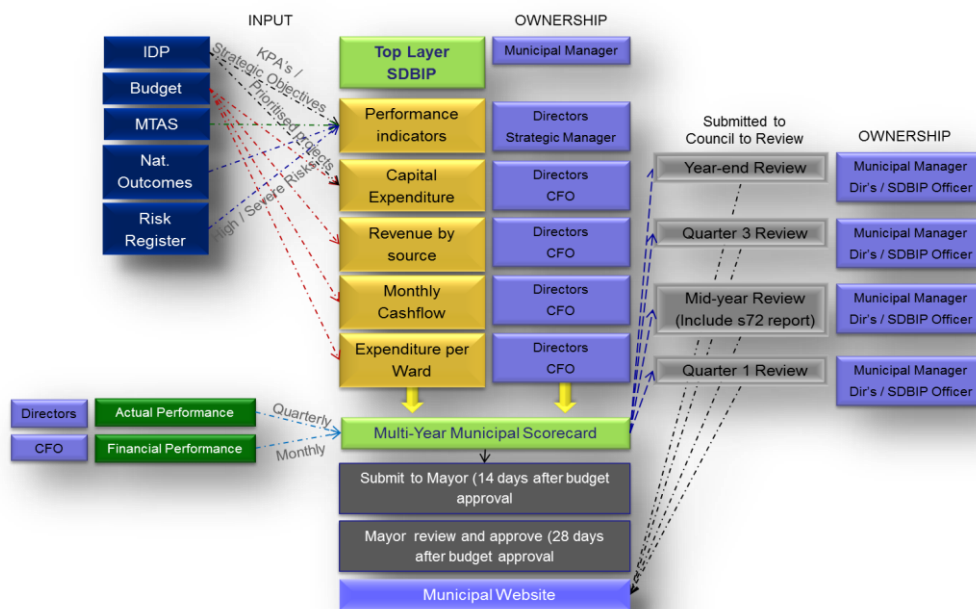 INPUT
OWNERSHIP
IDP
Budget
MTAS
Nat.
Outcomes
Risk
Register
KPA's /
Strategic Objectives
Prioritised projects
High / Severe Risks
Top Layer
SDBIP
Municipal Manager
Performance
indicators
Directors
Strategic Manager
Capital
Expenditure
Directors
CFO
Revenue by
source
Directors
CFO
Monthly
Cashflow
Directors
CFO
Expenditure per
Ward
Directors
CFO
Submitted to
Council to Review
OWNERSHIP
Year-end Review
Municipal Manager
Dir's / SDBIP Officer
Quarter 3 Review
Municipal Manager
Dir's / SDBIP Officer
Mid-year Review
(Include s72 report)
Municipal Manager
Dir's / SDBIP Officer
Quarter 1 Review
Municipal Manager
Dir's / SDBIP Officer
Directors
Actual Performance
Quarterly
CFO
Financial Performance
Monthly
Multi-Year Municipal Scorecard
Submit to Mayor (14 days after budget
approval
Mayor review and approve (28 days
after budget approval
Municipal Website